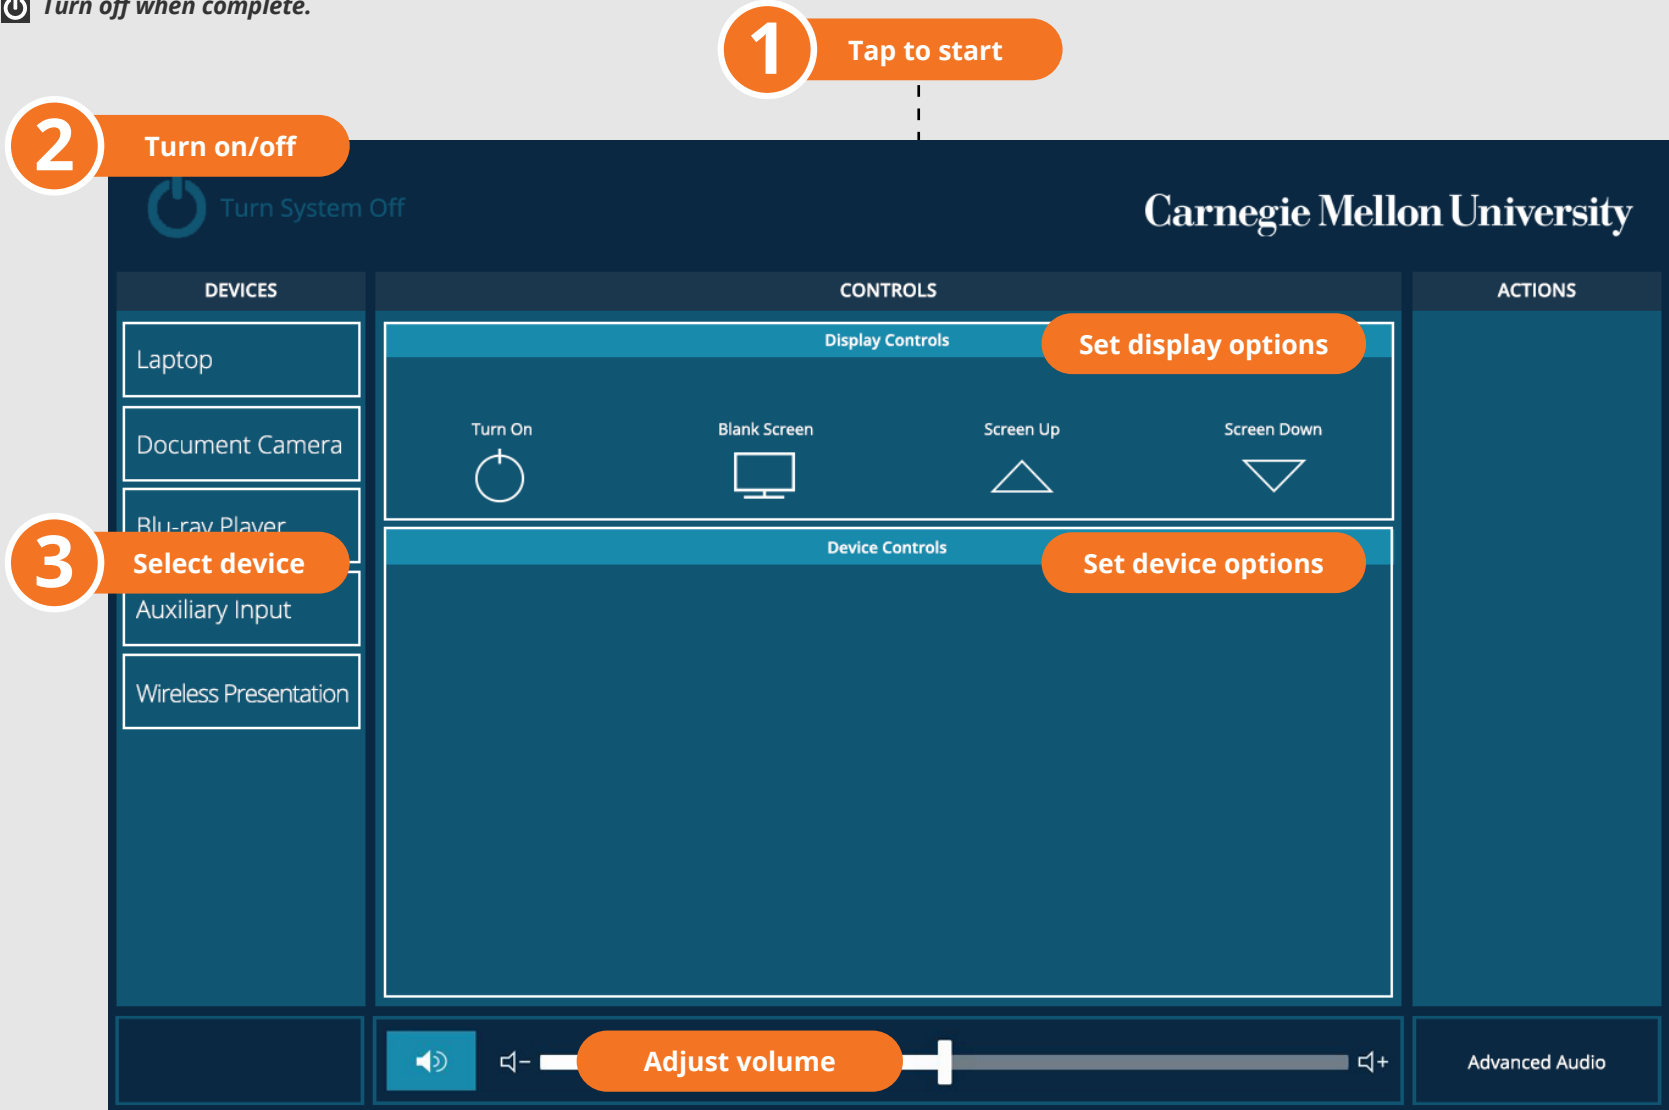 Turn off when complete.
1 Tap to start
2 Turn on/off
Turn System Off
Carnegie Mellon University
DEVICES
CONTROLS
ACTIONS
Laptop
Document Camera
Blu-ray Player
3 Select device
Auxiliary Input
Wireless Presentation
Display Controls
Set display options
Turn On
Blank Screen
Screen Up
Screen Down
Device Controls
Set device options
Adjust volume
Advanced Audio